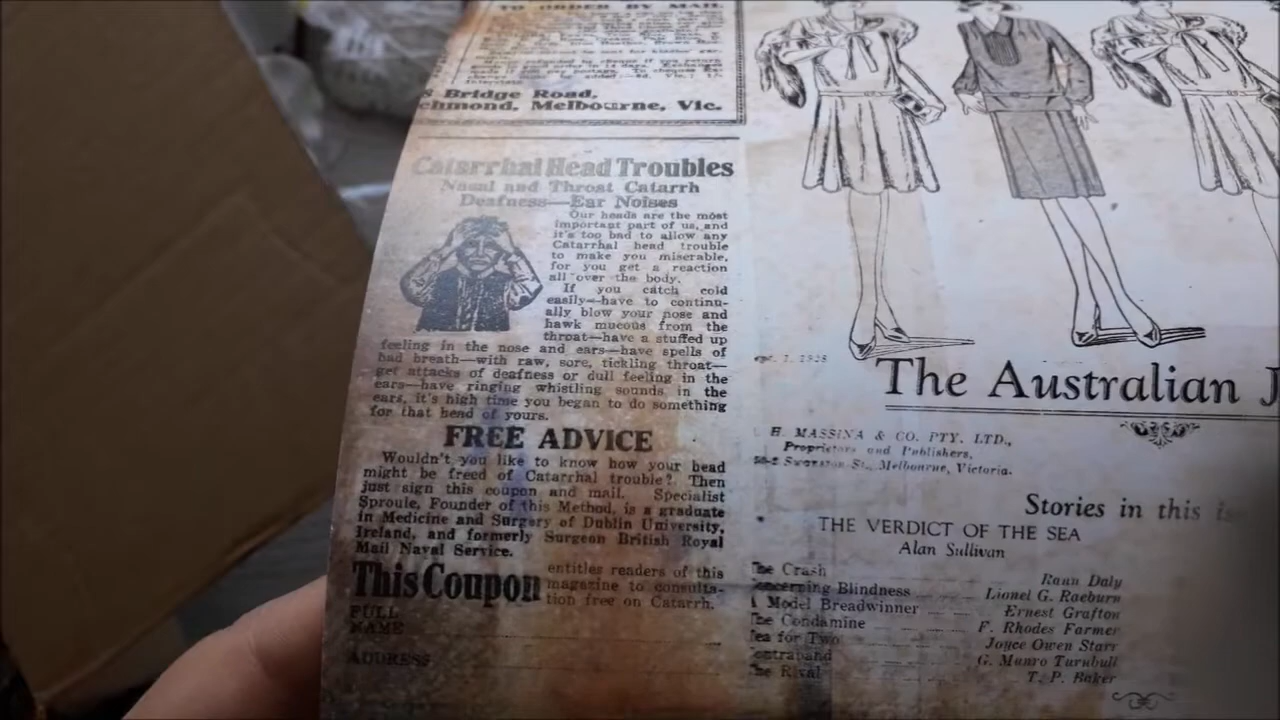 TO ORDER BY MAIL
Bridge Road,
chmond, Melbourne, Vic.
Catarrhal Head Troubles
Nasal and Throat Catarrh
Deafness—Ear Noises
Our heads are the most
important part of us, and
it's too bad to allow any
Catarrhal head trouble
to make you miserable,
for you get a reaction
all over the body.
If you catch cold
easily—have to continu-
ally blow your nose and
hawk mucous from the
throat—have a stuffed up
feeling in the nose and ears—have spells of
bad breath—with raw, sore, tickling throat—
get attacks of deafness or dull feeling in the
ears—have ringing whistling sounds in the
ears, it's high time you began to do something
for that head of yours.
FREE ADVICE
Wouldn't you like to know how your head
might be freed of Catarrhal trouble? Then
just sign this coupon and mail. Specialist
Sproule, Founder of this Method, is a graduate
in Medicine and Surgery of Dublin University,
Ireland, and formerly Surgeon British Royal
Mail Naval Service.
This Coupon
entitles readers of this
magazine to consulta-
tion free on Catarrh.
FULL
NAME
ADDRESS
1, 1928
The Australian J
H. MASSINA & CO. PTY. LTD.,
Proprietors and Publishers,
Swanston St., Melbourne, Victoria.
Stories in this is
THE VERDICT OF THE SEA
Alan Sullivan
The Crash Rann Daly
Concerning Blindness Lionel G. Raeburn
A Model Breadwinner Ernest Grafton
The Condamine F. Rhodes Farmer
Tea for Two Joyce Owen Starr
Contraband G. Munro Turnbull
The Rival T. P. Baker